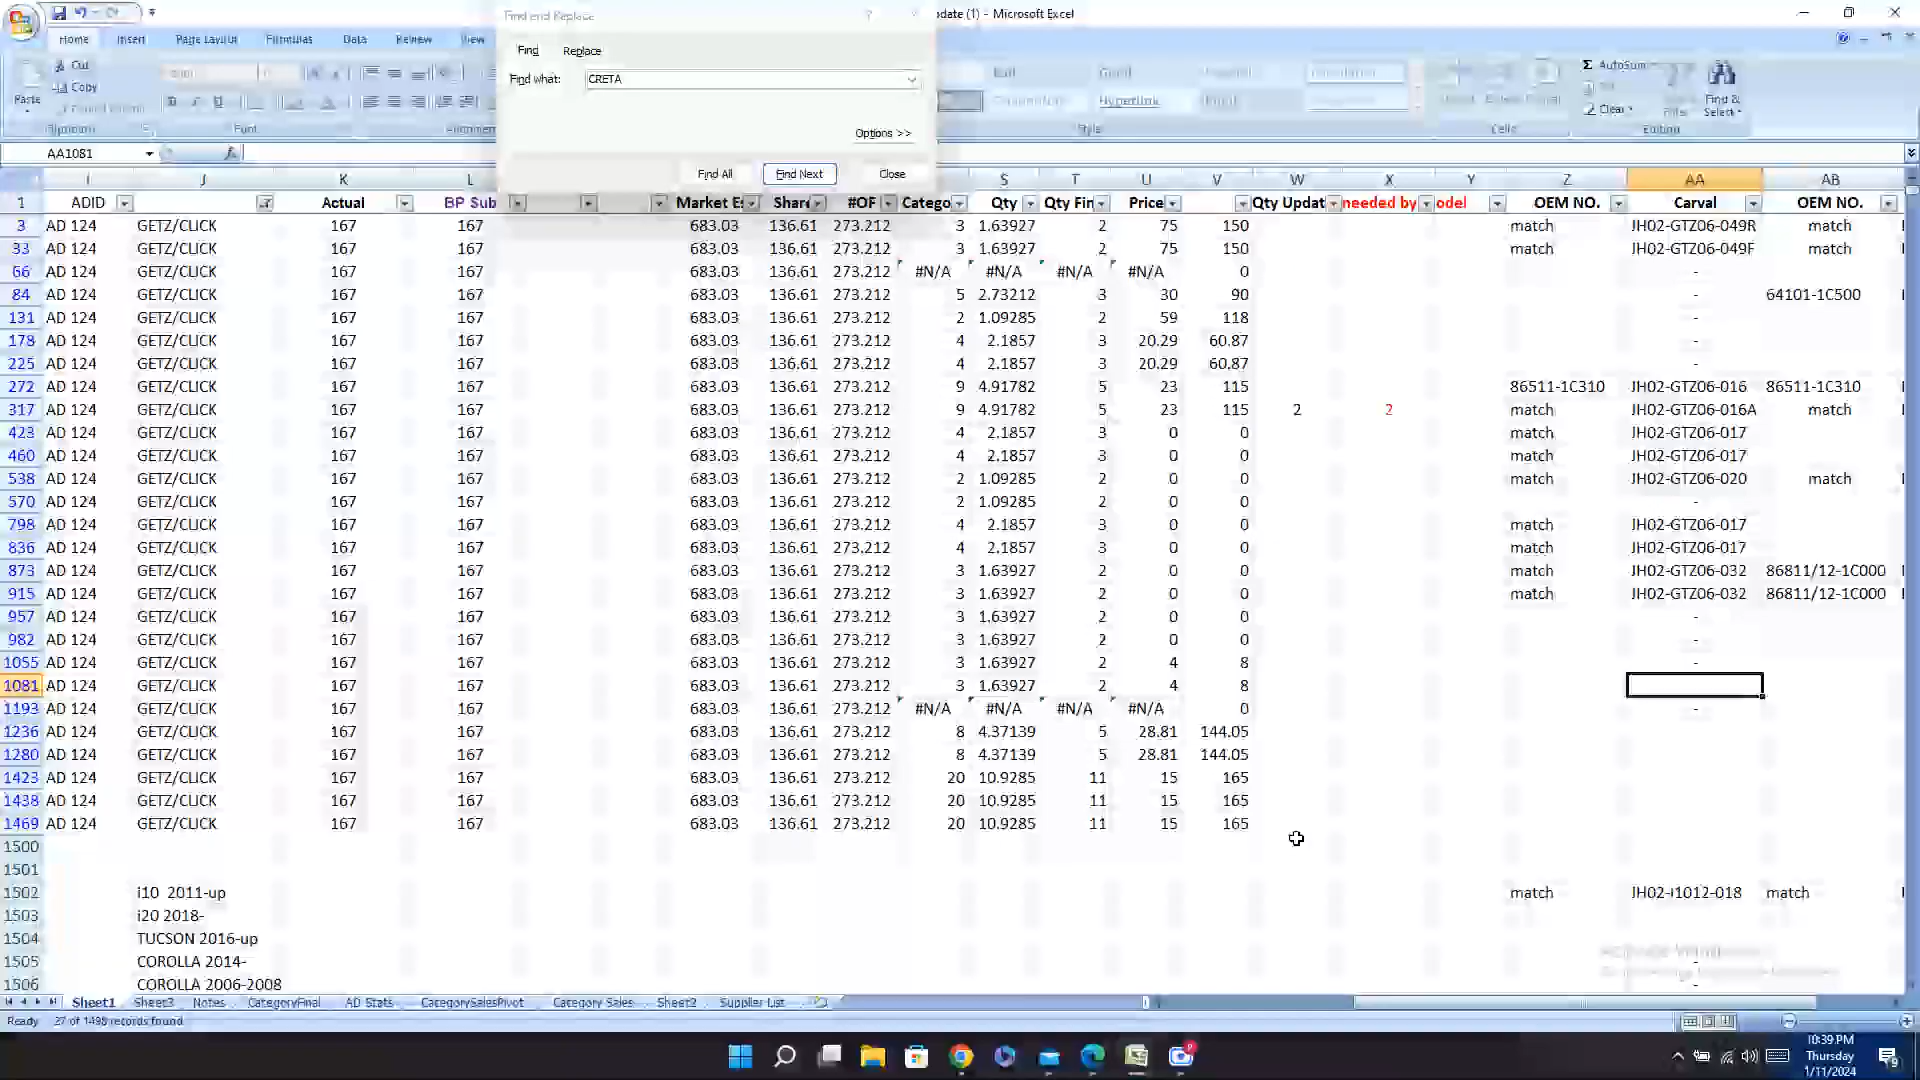 Find and Replace
Update (1) - Microsoft Excel
Home Insert Page Layout Formulas Data Review View
Find Replace
Find what: CRETA
Options >>
Find All Find Next Close
Cut
Copy
Paste
Font
Hyperlink
Style
Cells
AutoSum
Clear
Find &
Select
Editing
AA1081
I J K L S T U V W X Y Z AA AB
1 ADID Actual BP Sub Market Es Share #OF Catego Qty Qty Fin Price Qty Updat needed by odel OEM NO. Carval OEM NO.
3 AD 124 GETZ/CLICK 167 167 683.03 136.61 273.212 3 1.63927 2 75 150 match JH02-GTZ06-049R match
33 AD 124 GETZ/CLICK 167 167 683.03 136.61 273.212 3 1.63927 2 75 150 match JH02-GTZ06-049F match
66 AD 124 GETZ/CLICK 167 167 683.03 136.61 273.212 #N/A #N/A #N/A #N/A 0 -
84 AD 124 GETZ/CLICK 167 167 683.03 136.61 273.212 5 2.73212 3 30 90 - 64101-1C500
131 AD 124 GETZ/CLICK 167 167 683.03 136.61 273.212 2 1.09285 2 59 118 -
178 AD 124 GETZ/CLICK 167 167 683.03 136.61 273.212 4 2.1857 3 20.29 60.87 -
225 AD 124 GETZ/CLICK 167 167 683.03 136.61 273.212 4 2.1857 3 20.29 60.87 -
272 AD 124 GETZ/CLICK 167 167 683.03 136.61 273.212 9 4.91782 5 23 115 86511-1C310 JH02-GTZ06-016 86511-1C310
317 AD 124 GETZ/CLICK 167 167 683.03 136.61 273.212 9 4.91782 5 23 115 2 2 match JH02-GTZ06-016A match
423 AD 124 GETZ/CLICK 167 167 683.03 136.61 273.212 4 2.1857 3 0 0 match JH02-GTZ06-017
460 AD 124 GETZ/CLICK 167 167 683.03 136.61 273.212 4 2.1857 3 0 0 match JH02-GTZ06-017
538 AD 124 GETZ/CLICK 167 167 683.03 136.61 273.212 2 1.09285 2 0 0 match JH02-GTZ06-020 match
570 AD 124 GETZ/CLICK 167 167 683.03 136.61 273.212 2 1.09285 2 0 0 -
798 AD 124 GETZ/CLICK 167 167 683.03 136.61 273.212 4 2.1857 3 0 0 match JH02-GTZ06-017
836 AD 124 GETZ/CLICK 167 167 683.03 136.61 273.212 4 2.1857 3 0 0 match JH02-GTZ06-017
873 AD 124 GETZ/CLICK 167 167 683.03 136.61 273.212 3 1.63927 2 0 0 match JH02-GTZ06-032 86811/12-1C000
915 AD 124 GETZ/CLICK 167 167 683.03 136.61 273.212 3 1.63927 2 0 0 match JH02-GTZ06-032 86811/12-1C000
957 AD 124 GETZ/CLICK 167 167 683.03 136.61 273.212 3 1.63927 2 0 0 -
982 AD 124 GETZ/CLICK 167 167 683.03 136.61 273.212 3 1.63927 2 0 0 -
1055 AD 124 GETZ/CLICK 167 167 683.03 136.61 273.212 3 1.63927 2 4 8 -
1081 AD 124 GETZ/CLICK 167 167 683.03 136.61 273.212 3 1.63927 2 4 8
1193 AD 124 GETZ/CLICK 167 167 683.03 136.61 273.212 #N/A #N/A #N/A #N/A 0 -
1236 AD 124 GETZ/CLICK 167 167 683.03 136.61 273.212 8 4.37139 5 28.81 144.05
1280 AD 124 GETZ/CLICK 167 167 683.03 136.61 273.212 8 4.37139 5 28.81 144.05
1423 AD 124 GETZ/CLICK 167 167 683.03 136.61 273.212 20 10.9285 11 15 165
1438 AD 124 GETZ/CLICK 167 167 683.03 136.61 273.212 20 10.9285 11 15 165
1469 AD 124 GETZ/CLICK 167 167 683.03 136.61 273.212 20 10.9285 11 15 165
1500
1501
1502 i10 2011-up match JH02-I1012-018 match
1503 i20 2018-
1504 TUCSON 2016-up
1505 COROLLA 2014- -
1506 COROLLA 2006-2008 -
Sheet1 Sheet3 Notes CategoryFinal AD Stats CategorySalesPivot Category Sales Sheet2 Supplier List
Ready 27 of 1498 records found
10:39 PM
Thursday
1/11/2024